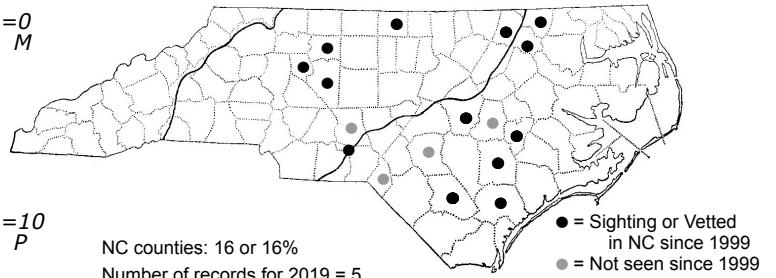 =0
M
=10
P
NC counties: 16 or 16%
Number of records for 2019 = 5
= Sighting or Vetted
in NC since 1999
= Not seen since 1999